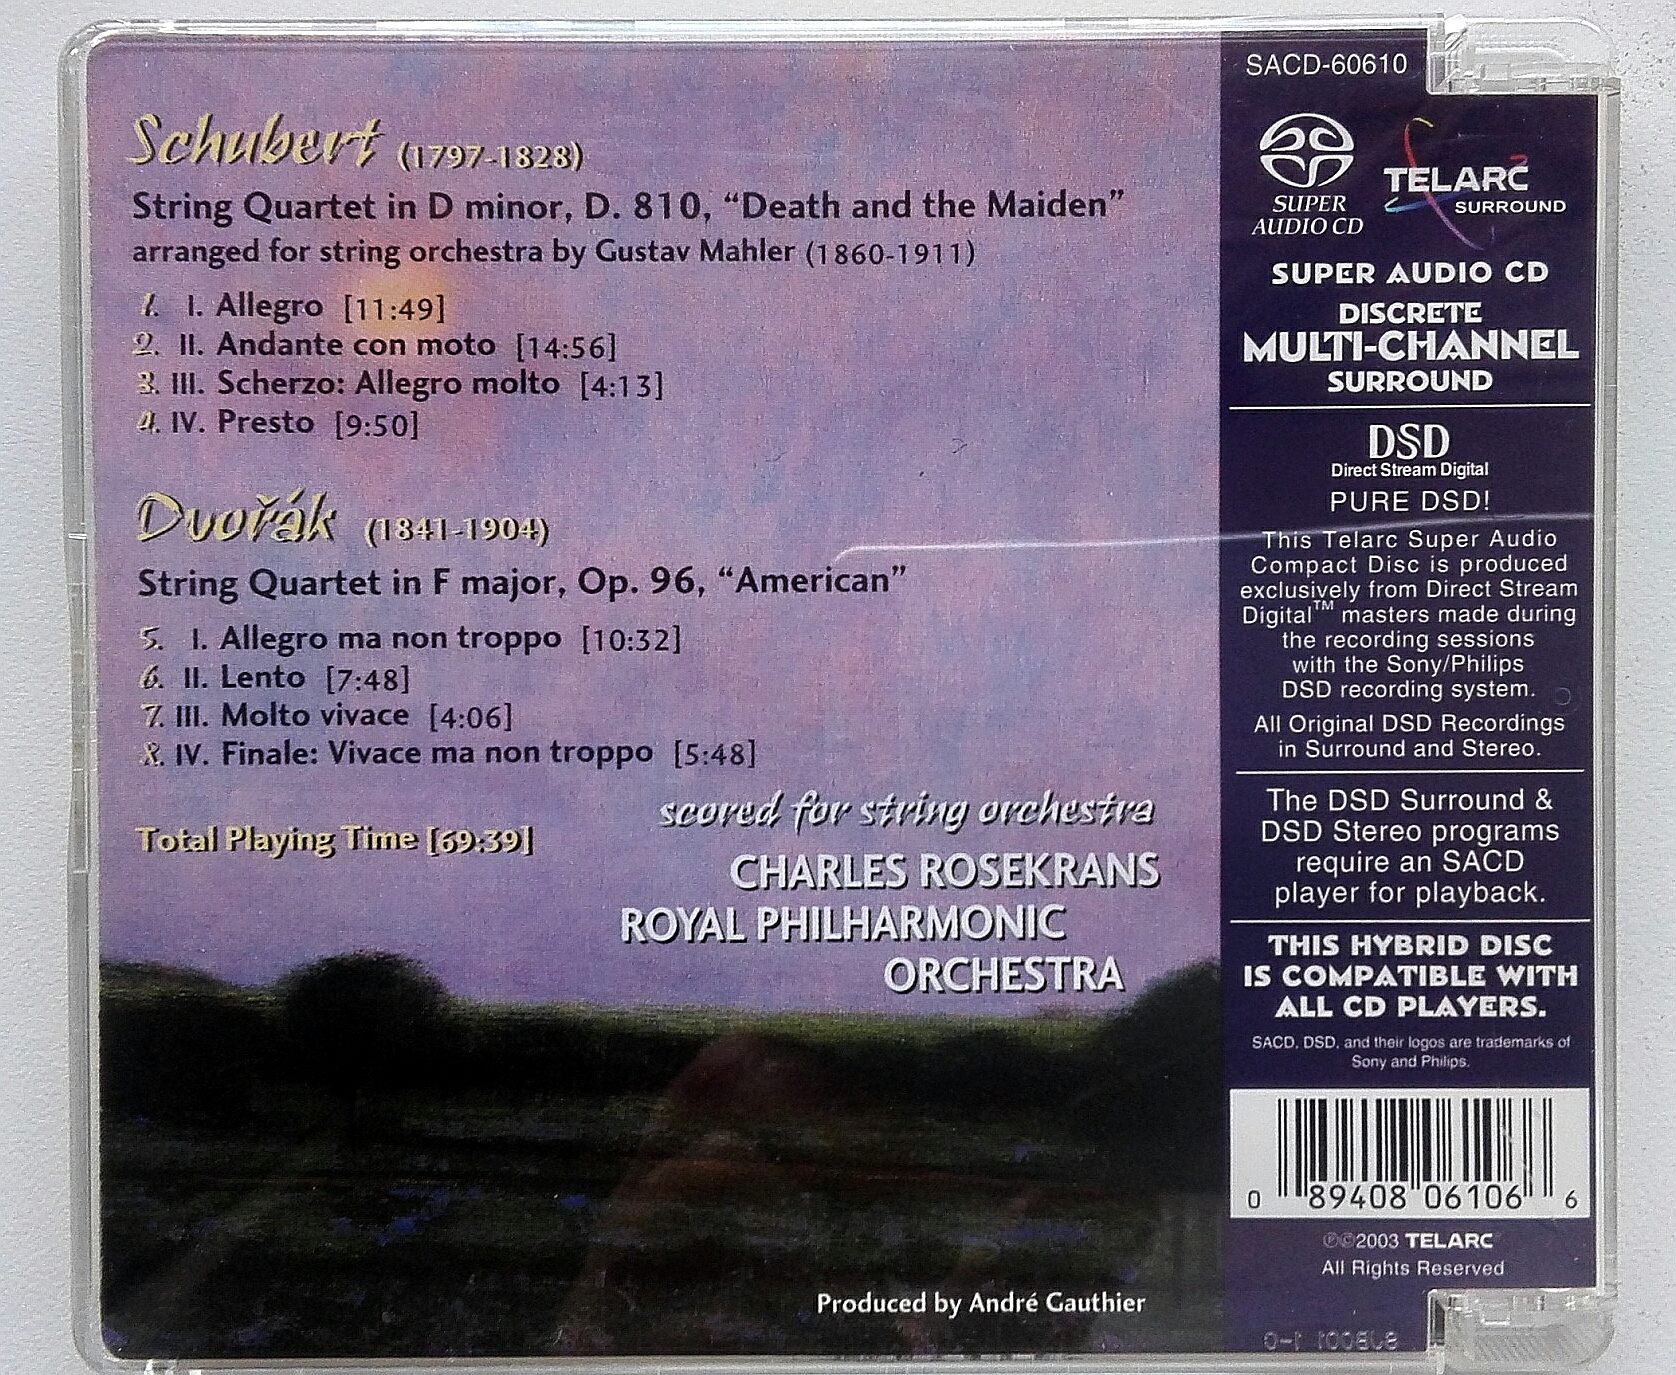 Schubert (1797-1828)
String Quartet in D minor, D. 810, “Death and the Maiden”
arranged for string orchestra by Gustav Mahler (1860-1911)
1. I. Allegro [11:49]
2. II. Andante con moto [14:56]
3. III. Scherzo: Allegro molto [4:13]
4. IV. Presto [9:50]
Dvořák (1841-1904)
String Quartet in F major, Op. 96, “American”
5. I. Allegro ma non troppo [10:32]
6. II. Lento [7:48]
7. III. Molto vivace [4:06]
8. IV. Finale: Vivace ma non troppo [5:48]
Total Playing Time [69:39]
scored for string orchestra
CHARLES ROSEKRANS
ROYAL PHILHARMONIC
ORCHESTRA
Produced by André Gauthier
SACD-60610
SUPER
AUDIO CD
TELARC
SURROUND
SUPER AUDIO CD
DISCRETE
MULTI-CHANNEL
SURROUND
DSD
Direct Stream Digital
PURE DSD!
This Telarc Super Audio
Compact Disc is produced
exclusively from Direct Stream
Digital™ masters made during
the recording sessions
with the Sony/Philips
DSD recording system.
All Original DSD Recordings
in Surround and Stereo.
The DSD Surround &
DSD Stereo programs
require an SACD
player for playback.
THIS HYBRID DISC
IS COMPATIBLE WITH
ALL CD PLAYERS.
SACD, DSD, and their logos are trademarks of
Sony and Philips.
0 89408 06106 6
℗©2003 TELARC
All Rights Reserved